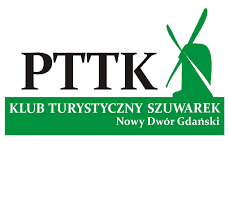 PTTK
KLUB TURYSTYCZNY SZUWAREK
Nowy Dwór Gdański